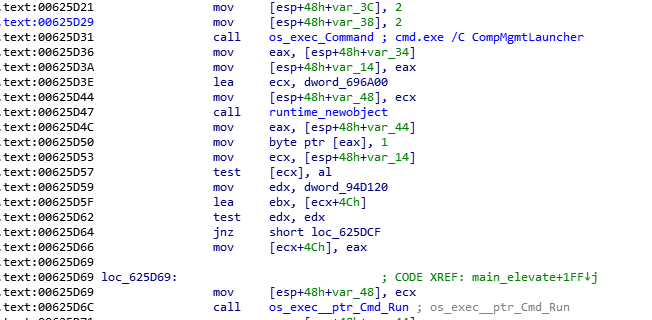 .text:00625D21 mov [esp+48h+var_3C], 2
.text:00625D29 mov [esp+48h+var_38], 2
.text:00625D31 call os_exec_Command ; cmd.exe /C CompMgmtLauncher
.text:00625D36 mov eax, [esp+48h+var_34]
.text:00625D3A mov [esp+48h+var_14], eax
.text:00625D3E lea ecx, dword_696A00
.text:00625D44 mov [esp+48h+var_48], ecx
.text:00625D47 call runtime_newobject
.text:00625D4C mov eax, [esp+48h+var_44]
.text:00625D50 mov byte ptr [eax], 1
.text:00625D53 mov ecx, [esp+48h+var_14]
.text:00625D57 test [ecx], al
.text:00625D59 mov edx, dword_94D120
.text:00625D5F lea ebx, [ecx+4Ch]
.text:00625D62 test edx, edx
.text:00625D64 jnz short loc_625DCF
.text:00625D66 mov [ecx+4Ch], eax
.text:00625D69
.text:00625D69 loc_625D69: ; CODE XREF: main_elevate+1FF↓j
.text:00625D69 mov [esp+48h+var_48], ecx
.text:00625D6C call os_exec__ptr_Cmd_Run ; os_exec__ptr_Cmd_Run